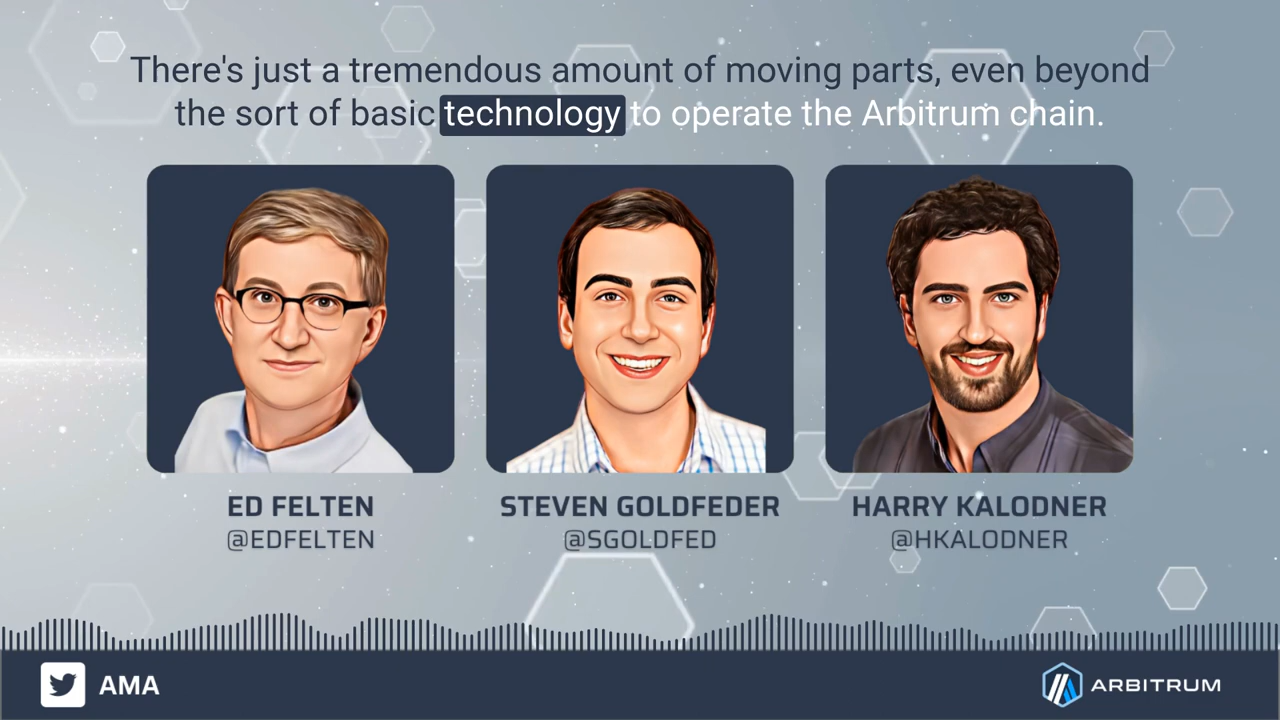 There's just a tremendous amount of moving parts, even beyond
the sort of basic technology to operate the Arbitrum chain.
ED FELTEN
@EDFELTEN
STEVEN GOLDFEDER
@SGOLDFED
HARRY KALODNER
@HKALODNER
AMA
ARBITRUM